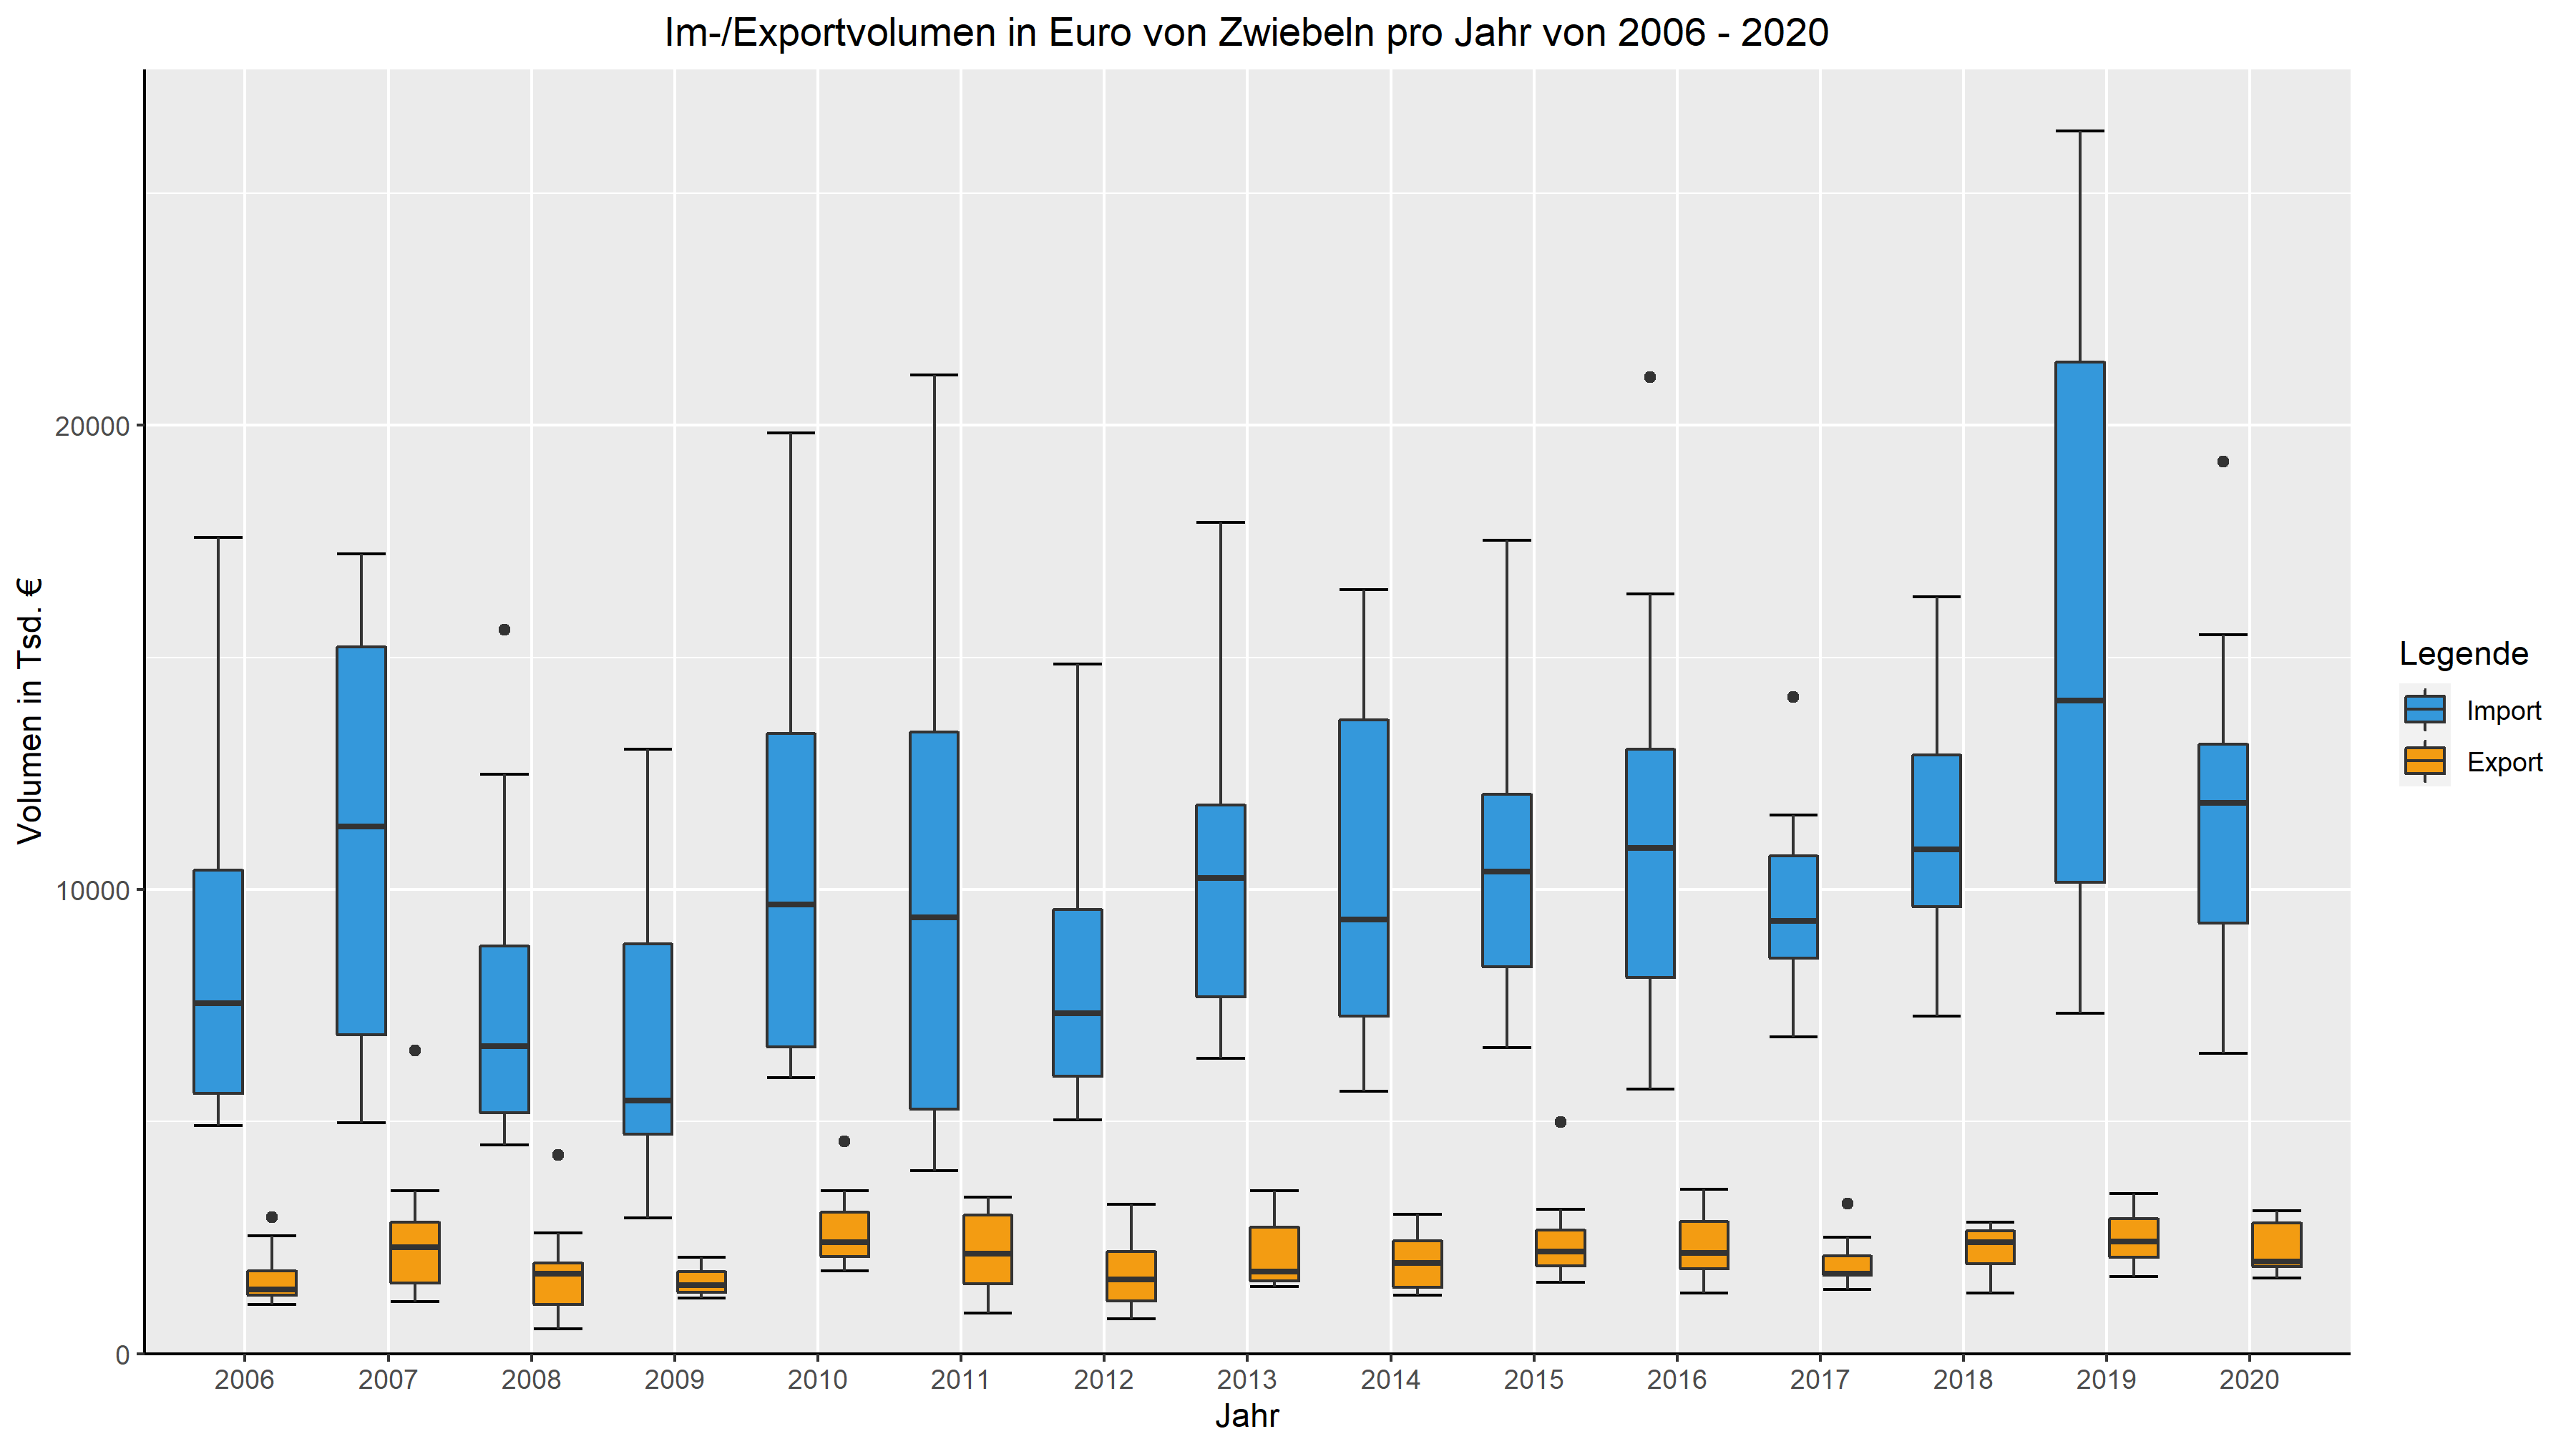 Im-/Exportvolumen in Euro von Zwiebeln pro Jahr von 2006 - 2020
Volumen in Tsd. €
20000
10000
0
2006 2007 2008 2009 2010 2011 2012 2013 2014 2015 2016 2017 2018 2019 2020
Jahr
Legende
Import
Export